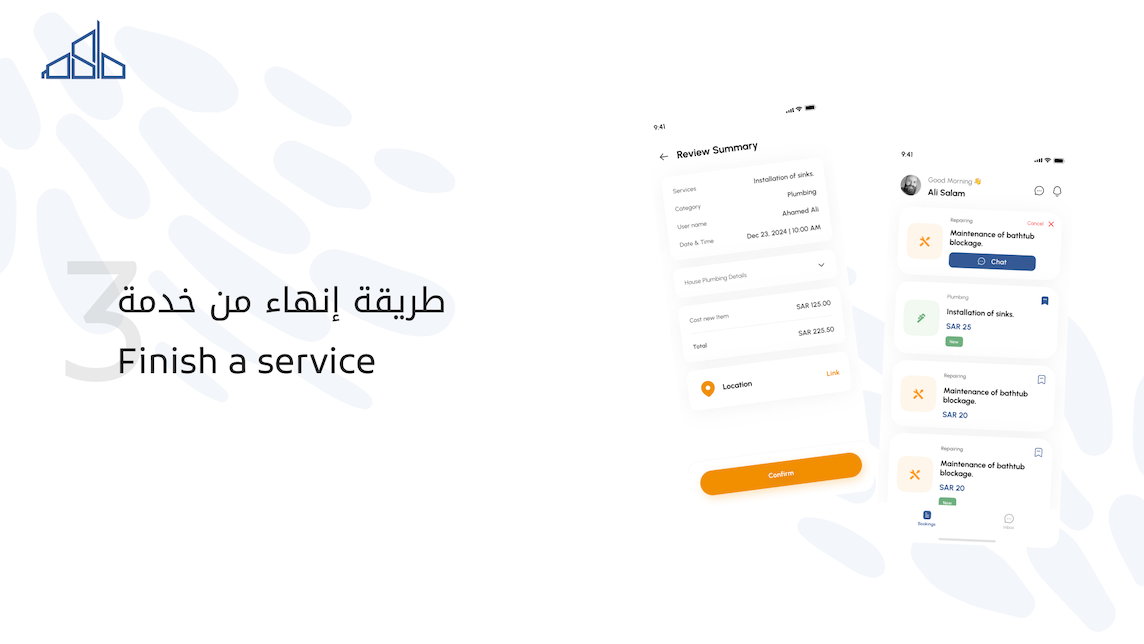 3
طريقة إنهاء من خدمة
Finish a service
9:41
Review Summary
Services Installation of sinks.
Category Plumbing
User name Ahamed Ali
Date & Time Dec 23, 2024 | 10:00 AM
House Plumbing Details
Cost new Item SAR 125.00
Total SAR 225.50
Location Link
Confirm
9:41
Good Morning 👋
Ali Salam
Repairing Cancel
Maintenance of bathtub
blockage.
Chat
Plumbing
Installation of sinks.
SAR 25
New
Repairing
Maintenance of bathtub
blockage.
SAR 20
Repairing
Maintenance of bathtub
blockage.
SAR 20
New
Bookings Inbox